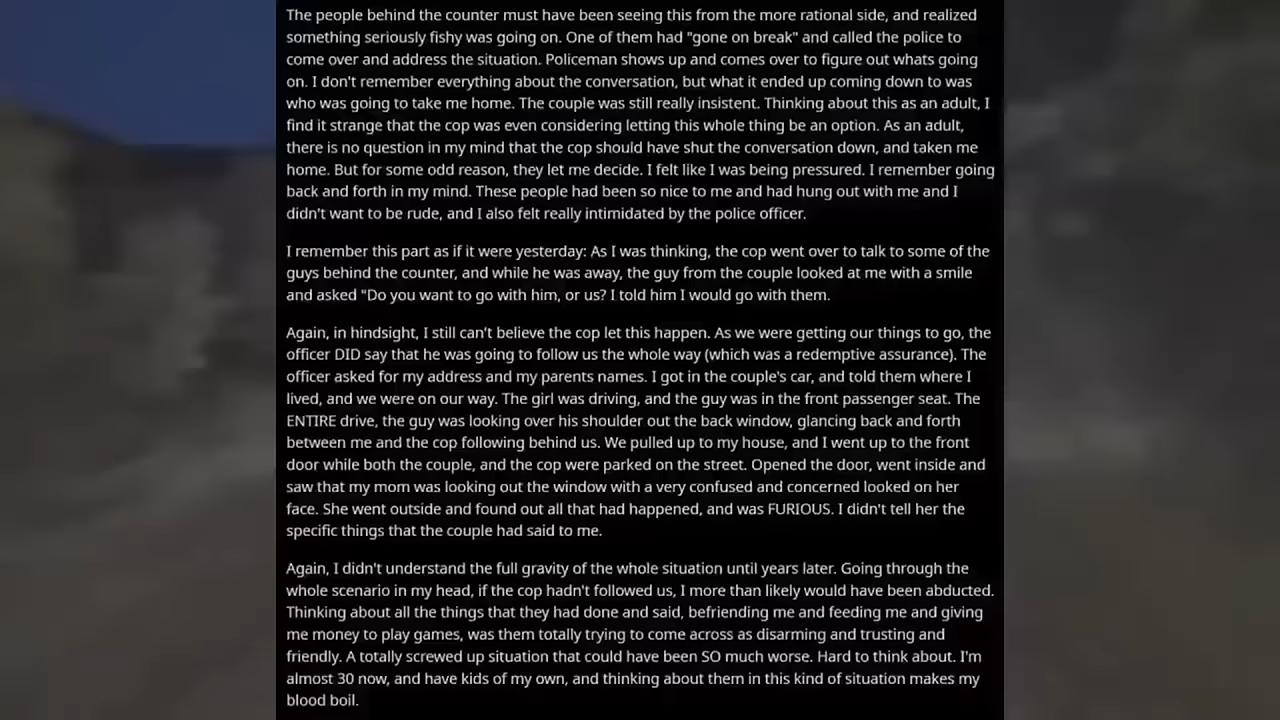 The people behind the counter must have been seeing this from the more rational side, and realized
something seriously fishy was going on. One of them had "gone on break" and called the police to
come over and address the situation. Policeman shows up and comes over to figure out whats going
on. I don't remember everything about the conversation, but what it ended up coming down to was
who was going to take me home. The couple was still really insistent. Thinking about this as an adult, I
find it strange that the cop was even considering letting this whole thing be an option. As an adult,
there is no question in my mind that the cop should have shut the conversation down, and taken me
home. But for some odd reason, they let me decide. I felt like I was being pressured. I remember going
back and forth in my mind. These people had been so nice to me and had hung out with me and I
didn't want to be rude, and I also felt really intimidated by the police officer.
I remember this part as if it were yesterday: As I was thinking, the cop went over to talk to some of the
guys behind the counter, and while he was away, the guy from the couple looked at me with a smile
and asked "Do you want to go with him, or us? I told him I would go with them.
Again, in hindsight, I still can't believe the cop let this happen. As we were getting our things to go, the
officer DID say that he was going to follow us the whole way (which was a redemptive assurance). The
officer asked for my address and my parents names. I got in the couple's car, and told them where I
lived, and we were on our way. The girl was driving, and the guy was in the front passenger seat. The
ENTIRE drive, the guy was looking over his shoulder out the back window, glancing back and forth
between me and the cop following behind us. We pulled up to my house, and I went up to the front
door while both the couple, and the cop were parked on the street. Opened the door, went inside and
saw that my mom was looking out the window with a very confused and concerned looked on her
face. She went outside and found out all that had happened, and was FURIOUS. I didn't tell her the
specific things that the couple had said to me.
Again, I didn't understand the full gravity of the whole situation until years later. Going through the
whole scenario in my head, if the cop hadn't followed us, I more than likely would have been abducted.
Thinking about all the things that they had done and said, befriending me and feeding me and giving
me money to play games, was them totally trying to come across as disarming and trusting and
friendly. A totally screwed up situation that could have been SO much worse. Hard to think about. I'm
almost 30 now, and have kids of my own, and thinking about them in this kind of situation makes my
blood boil.